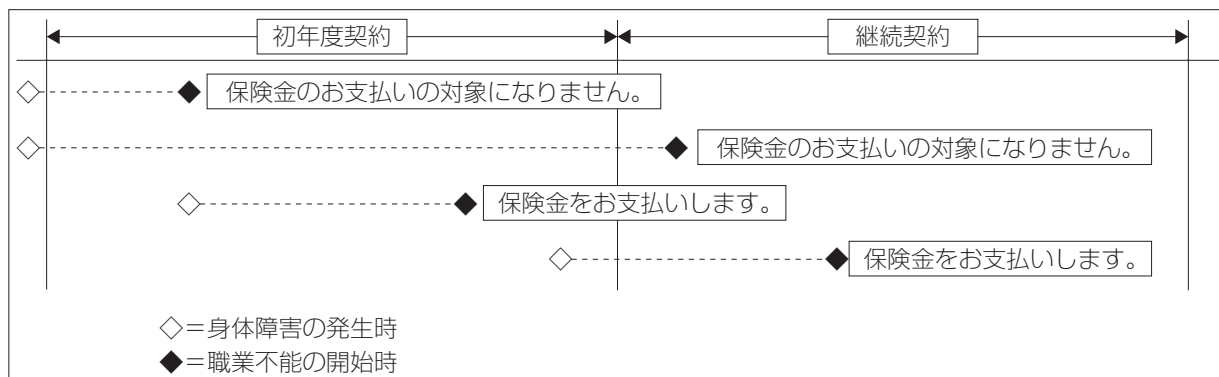 初年度契約
継続契約
保険金のお支払いの対象になりません。
保険金のお支払いの対象になりません。
保険金をお支払いします。
保険金をお支払いします。
◇=身体障害の発生時
◆=職業不能の開始時